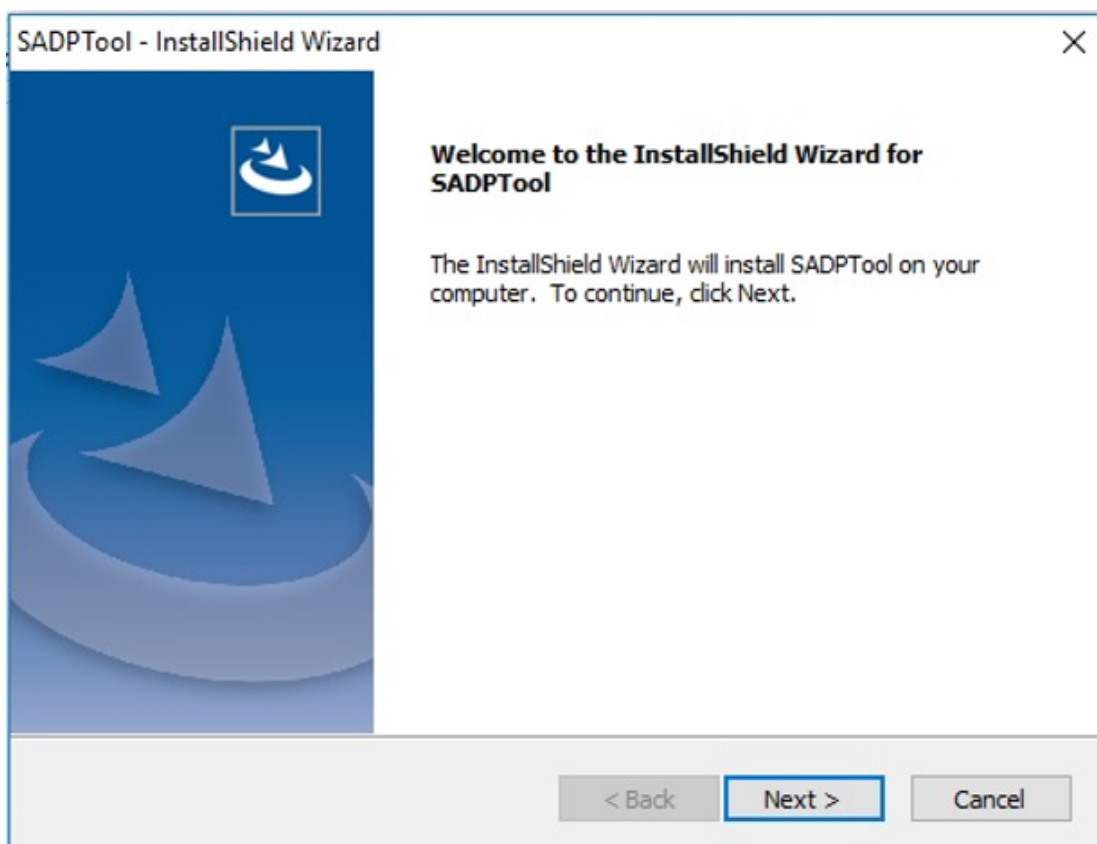 SADPTool - InstallShield Wizard
Welcome to the InstallShield Wizard for
SADPTool
The InstallShield Wizard will install SADPTool on your
computer.  To continue, click Next.
< Back
Next >
Cancel